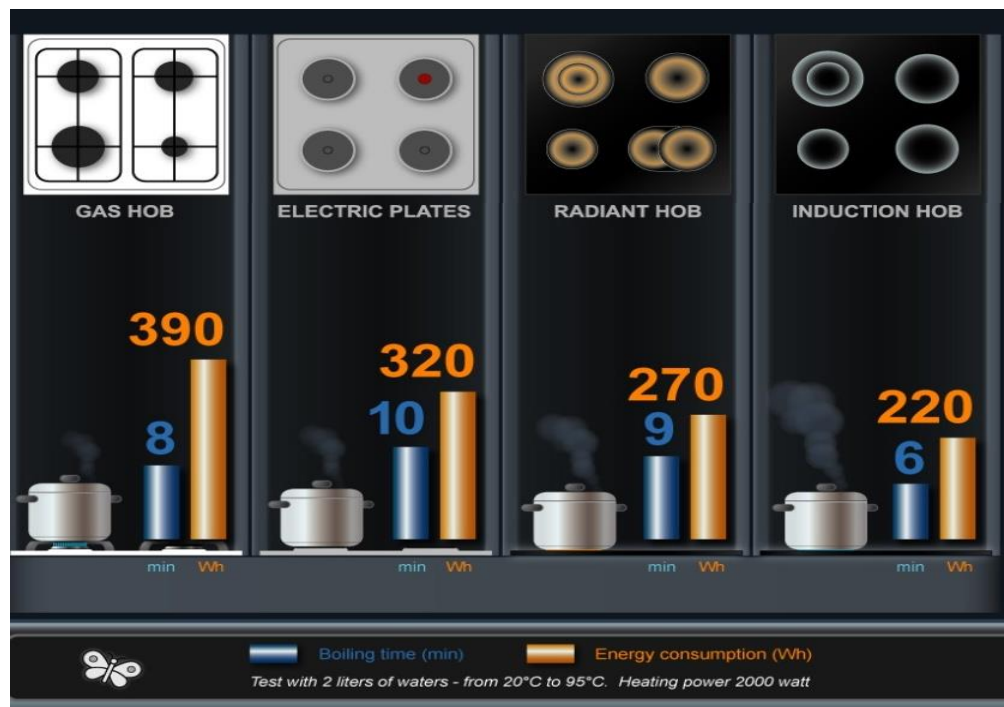 GAS HOB
ELECTRIC PLATES
RADIANT HOB
INDUCTION HOB
390
8
320
10
270
9
220
6
min Wh
min Wh
min Wh
min Wh
Boiling time (min)
Energy consumption (Wh)
Test with 2 liters of waters - from 20°C to 95°C. Heating power 2000 watt